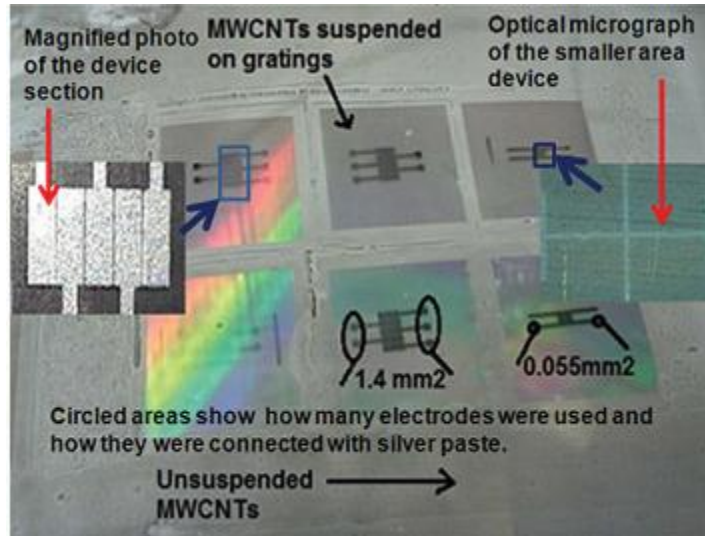 Magnified photo
of the device
section
MWCNTs suspended
on gratings
Optical micrograph
of the smaller area
device
1.4 mm2
0.055mm2
Circled areas show how many electrodes were used and
how they were connected with silver paste.
Unsuspended
MWCNTs